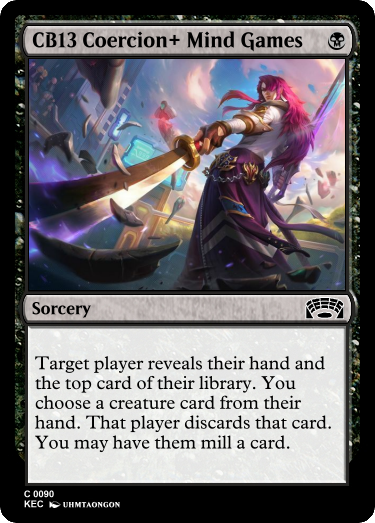 CB13 Coercion+ Mind Games
Sorcery
Target player reveals their hand and
the top card of their library. You
choose a creature card from their
hand. That player discards that card.
You may have them mill a card.
C 0090
KEC UHMTAONGON